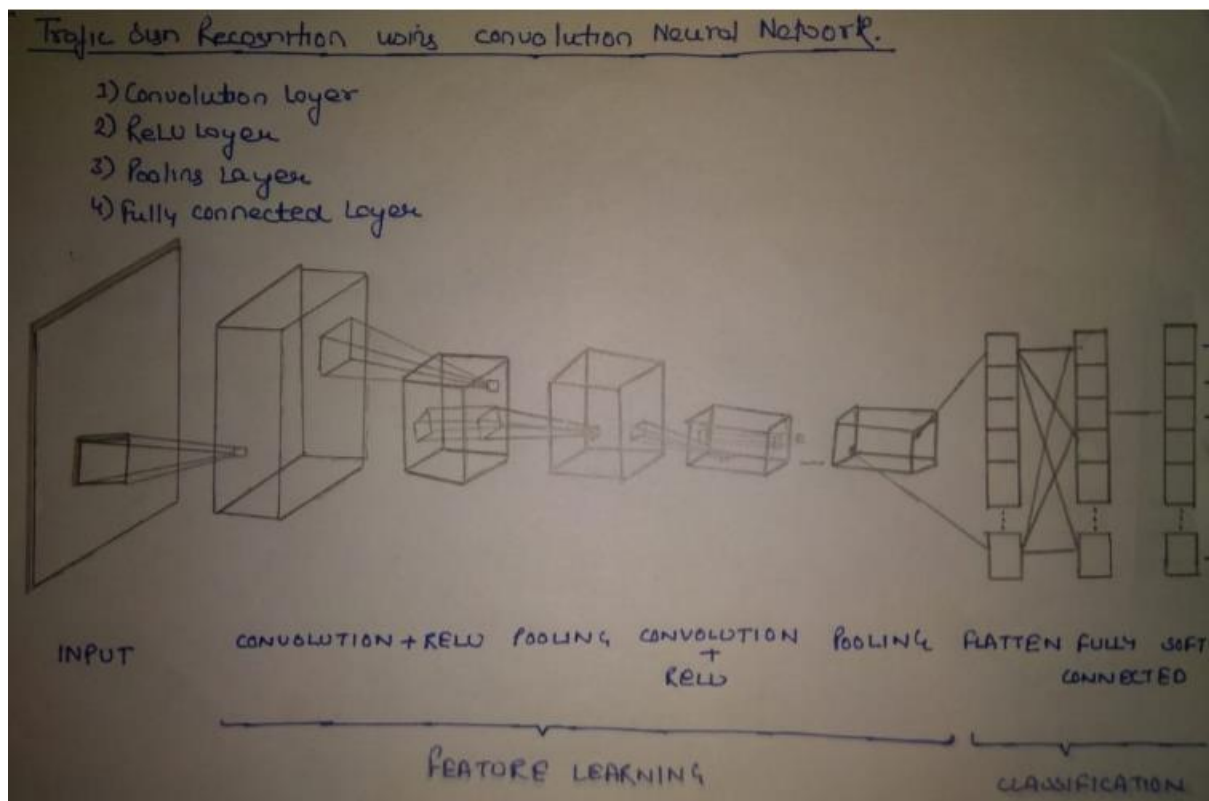 Trafic Sign Recognition using convolution Neural Network.
1) Convolution Layer
2) ReLU Layer
3) Pooling Layer
4) Fully connected Layer
INPUT
CONVOLUTION + RELU
POOLING
CONVOLUTION
+
RELU
POOLING
FLATTEN
FULLY
CONNECTED
SOFT
FEATURE LEARNING
CLASSIFICATION